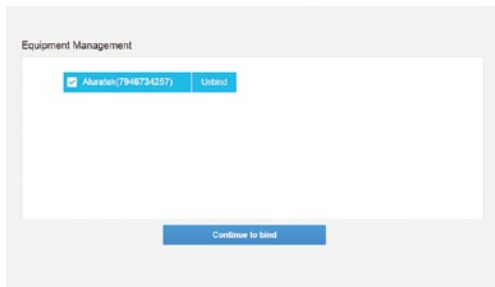 Equipment Management
Aluratek(7946734257) Unbind
Continue to bind